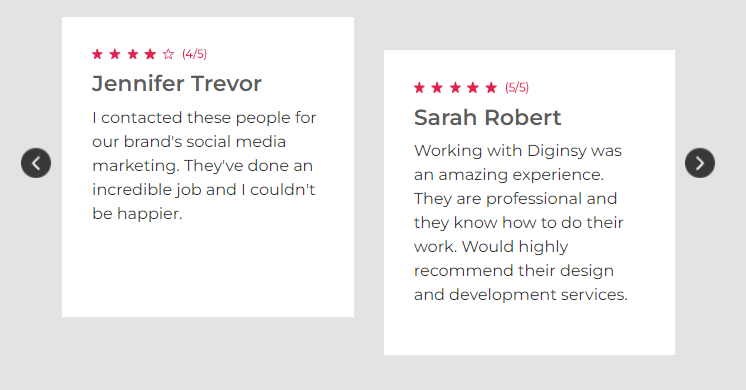 (4/5)
Jennifer Trevor
I contacted these people for
our brand's social media
marketing. They've done an
incredible job and I couldn't
be happier.
(5/5)
Sarah Robert
Working with Diginsy was
an amazing experience.
They are professional and
they know how to do their
work. Would highly
recommend their design
and development services.